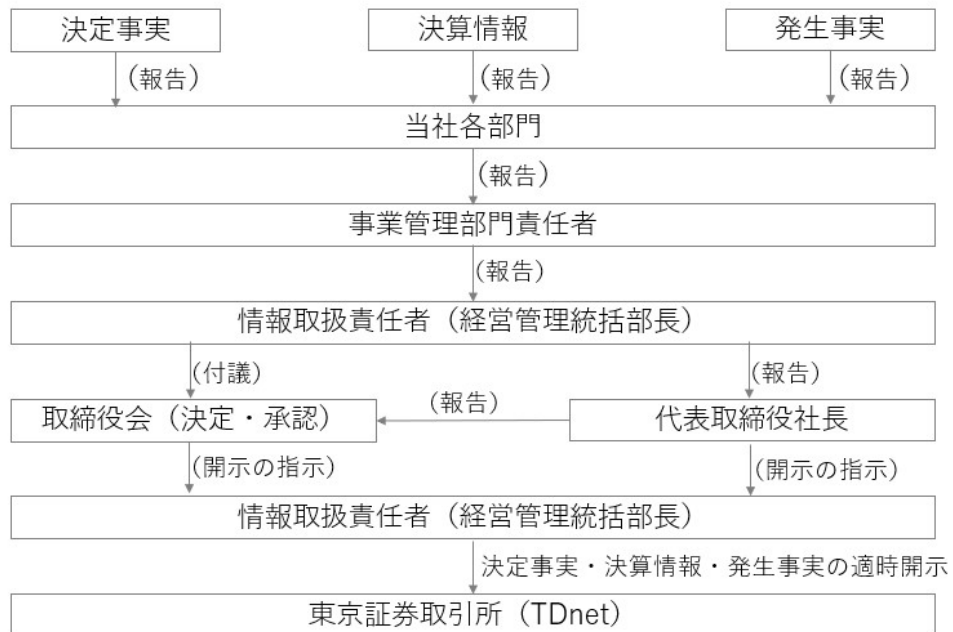 決定事実
決算情報
発生事実
（報告）
（報告）
（報告）
当社各部門
（報告）
事業管理部門責任者
（報告）
情報取扱責任者（経営管理統括部長）
（付議）
（報告）
取締役会（決定・承認）
（報告）
代表取締役社長
（開示の指示）
（開示の指示）
情報取扱責任者（経営管理統括部長）
決定事実・決算情報・発生事実の適時開示
東京証券取引所（TDnet）